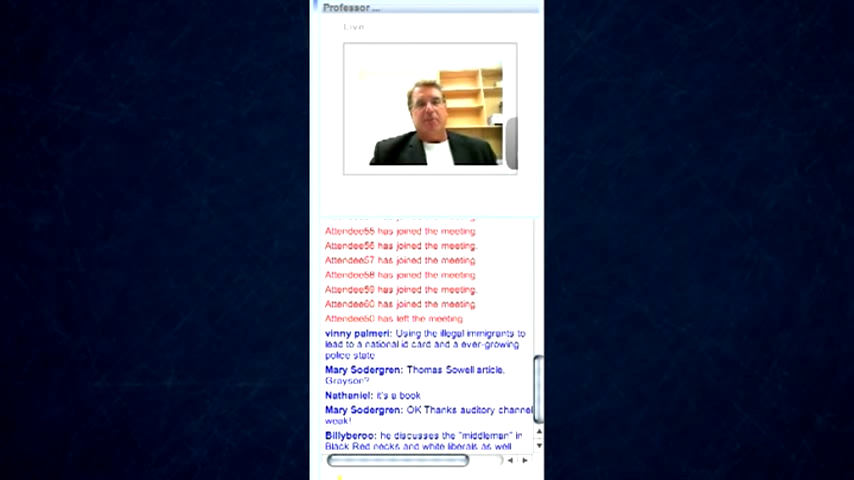 Professor ...
Live
Attendee55 has joined the meeting.
Attendee56 has joined the meeting.
Attendee57 has joined the meeting.
Attendee58 has joined the meeting.
Attendee59 has joined the meeting.
Attendee60 has joined the meeting.
Attendee50 has left the meeting.
vinny palmeri: Using the illegal immigrants to
lead to a national id card and a ever-growing
police state
Mary Sodergren: Thomas Sowell article,
Grayson?
Nathaniel: it's a book
Mary Sodergren: OK Thanks auditory channel
weak!
Billyberoo: he discusses the "middleman" in
Black Red necks and white liberals as well